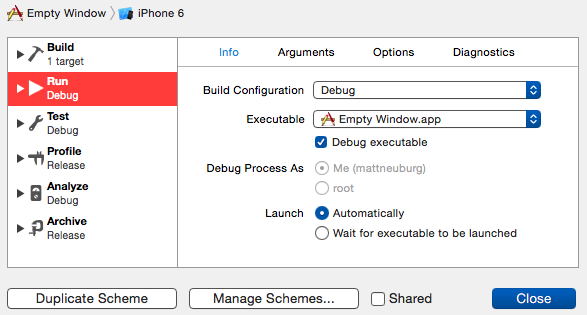 Empty Window iPhone 6
Build
1 target
Run
Debug
Test
Debug
Profile
Release
Analyze
Debug
Archive
Release
Info Arguments Options Diagnostics
Build Configuration Debug
Executable Empty Window.app
Debug executable
Debug Process As Me (mattneuburg)
root
Launch Automatically
Wait for executable to be launched
Duplicate Scheme Manage Schemes... Shared Close